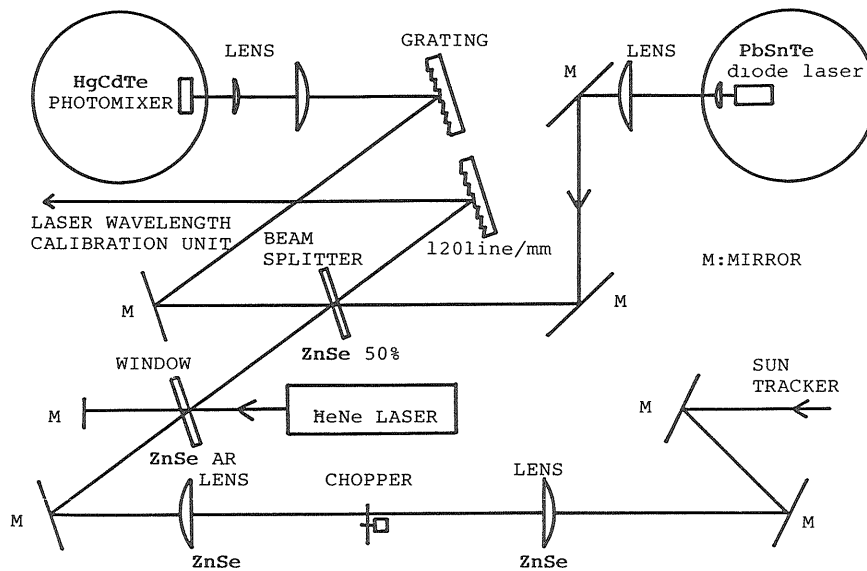 GRATING
LENS
LENS
PbSnTe
diode laser
M
HgCdTe
PHOTOMIXER
LASER WAVELENGTH
CALIBRATION UNIT
BEAM
SPLITTER
120line/mm
M:MIRROR
M
M
ZnSe 50%
WINDOW
SUN
TRACKER
M
HeNe LASER
M
ZnSe AR
LENS
CHOPPER
LENS
M
M
ZnSe
ZnSe